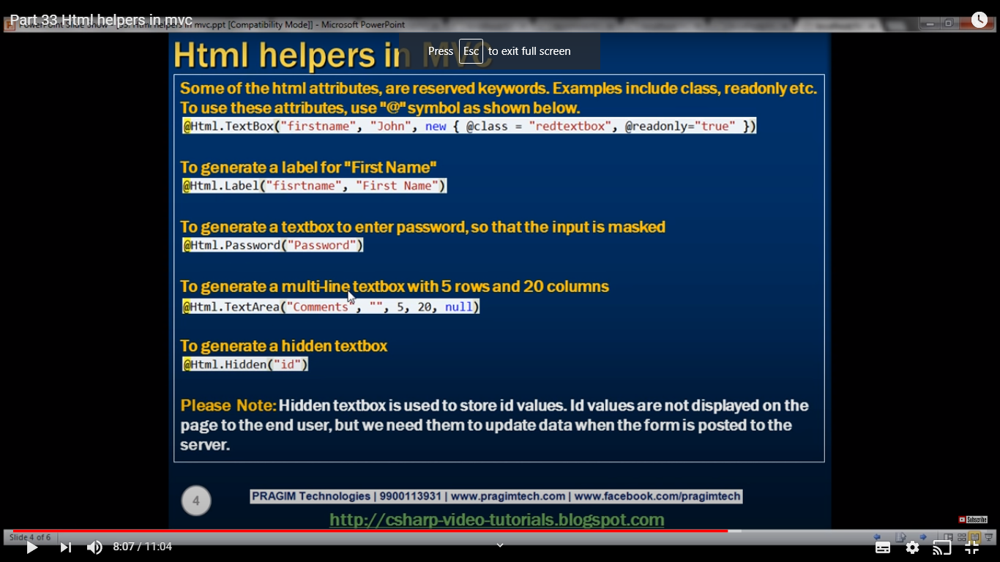 Part 33 Html helpers in mvc
PowerPoint Slide Show - [33. Html helpers in mvc.ppt [Compatibility Mode]] - Microsoft PowerPoint
Press Esc to exit full screen
Html helpers in MVC
Some of the html attributes, are reserved keywords. Examples include class, readonly etc.
To use these attributes, use "@" symbol as shown below.
@Html.TextBox("firstname", "John", new { @class = "redtextbox", @readonly="true" })
To generate a label for "First Name"
@Html.Label("fisrtname", "First Name")
To generate a textbox to enter password, so that the input is masked
@Html.Password("Password")
To generate a multi-line textbox with 5 rows and 20 columns
@Html.TextArea("Comments", "", 5, 20, null)
To generate a hidden textbox
@Html.Hidden("id")
Please Note: Hidden textbox is used to store id values. Id values are not displayed on the
page to the end user, but we need them to update data when the form is posted to the
server.
4
PRAGIM Technologies | 9900113931 | www.pragimtech.com | www.facebook.com/pragimtech
http://csharp-video-tutorials.blogspot.com
Subscribe
Slide 4 of 6
8:07 / 11:04